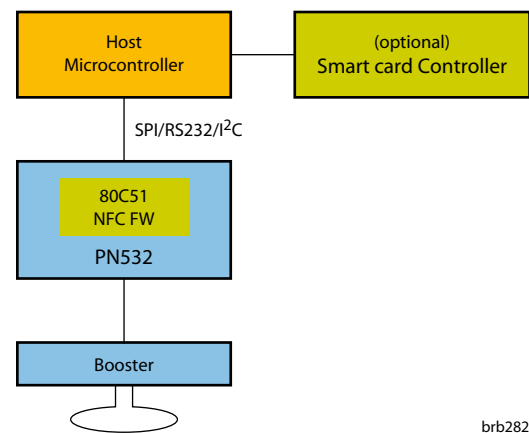 Host
Microcontroller
(optional)
Smart card Controller
SPI/RS232/I²C
80C51
NFC FW
PN532
Booster
brb282